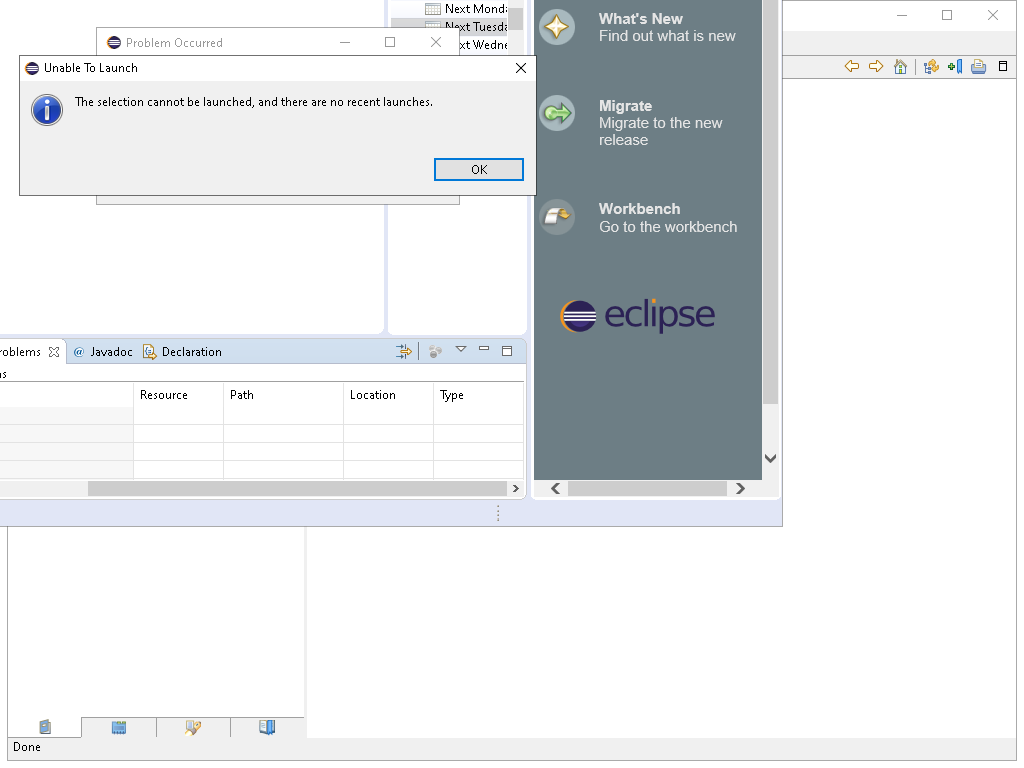 Next Monda
Next Tuesda
xt Wedne
Problem Occurred
Unable To Launch
The selection cannot be launched, and there are no recent launches.
OK
What's New
Find out what is new
Migrate
Migrate to the new
release
Workbench
Go to the workbench
eclipse
roblems
@ Javadoc
Declaration
ns
Resource
Path
Location
Type
Done